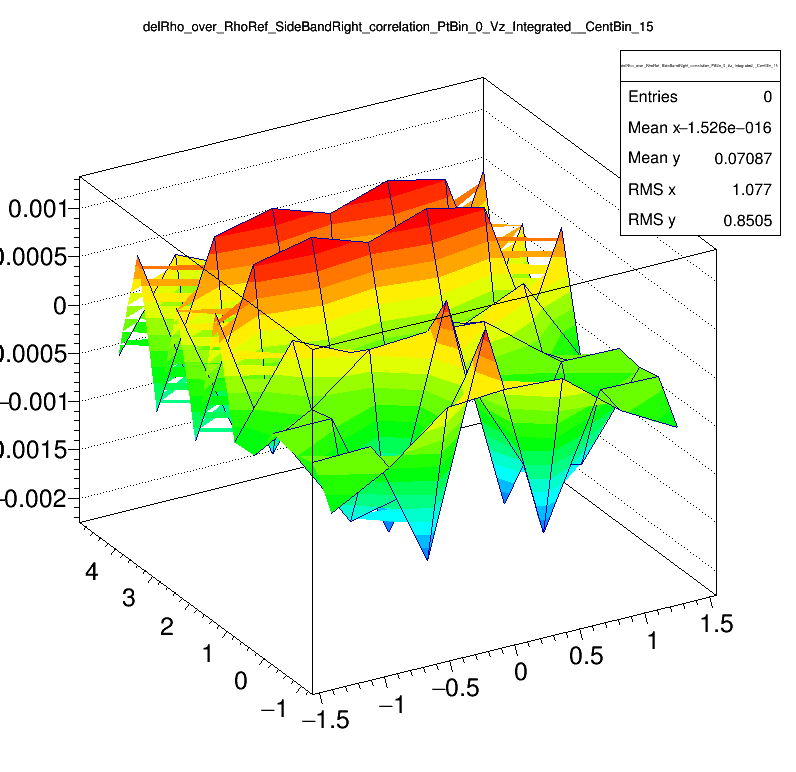 delRho_over_RhoRef_SideBandRight_correlation_PtBin_0_Vz_Integrated__CentBin_15
delRho_over_RhoRef_SideBandRight_correlation_PtBin_0_Vz_Integrated__CentBin_15
Entries 0
Mean x −1.526e−016
Mean y 0.07087
RMS x 1.077
RMS y 0.8505
0.001
0.0005
0
0.0005
−0.001
0.0015
−0.002
4
3
2
1
0
−1
−1.5
−1
−0.5
0
0.5
1
1.5